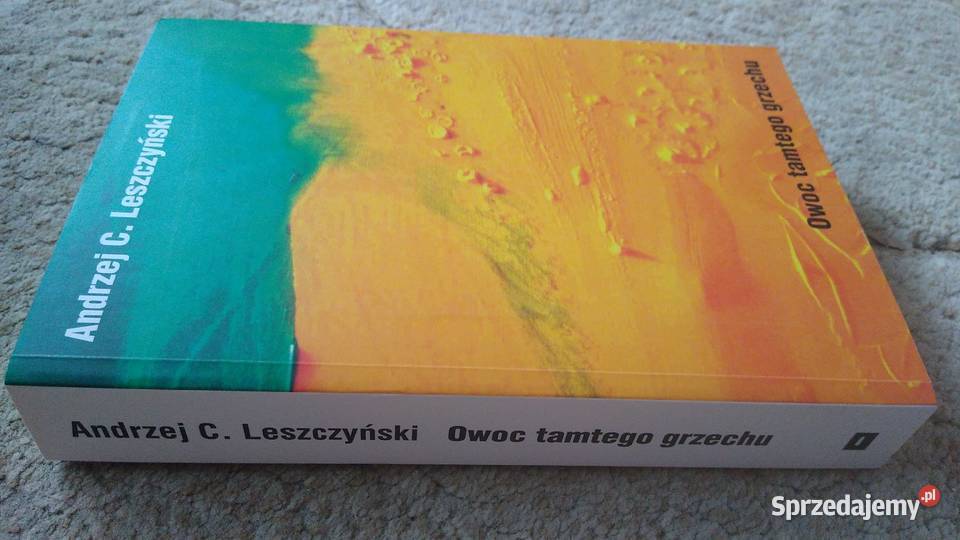 Andrzej C. Leszczyński
Owoc tamtego grzechu
Andrzej C. Leszczyński Owoc tamtego grzechu
Sprzedajemy.pl